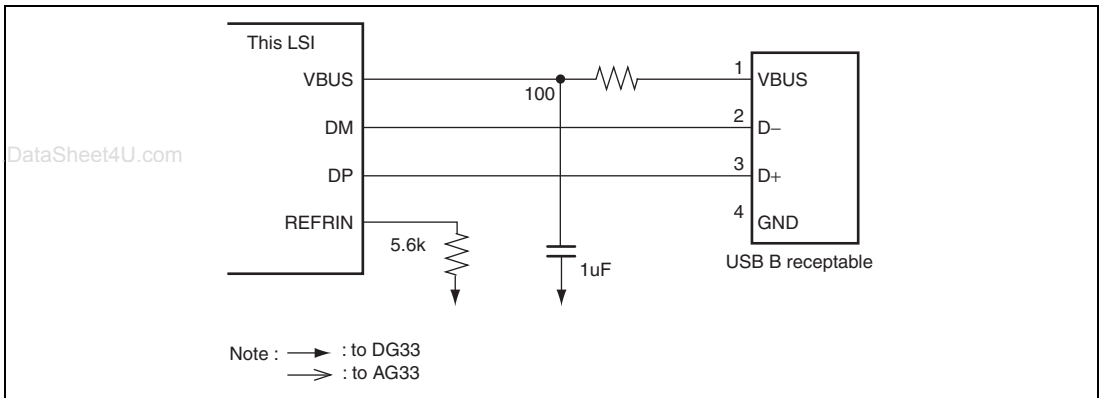 This LSI
VBUS
100
1
VBUS
DM
2
D−
DataSheet4U.com
DP
3
D+
REFRIN
4
GND
5.6k
1uF
USB B receptable
Note : : to DG33
: to AG33